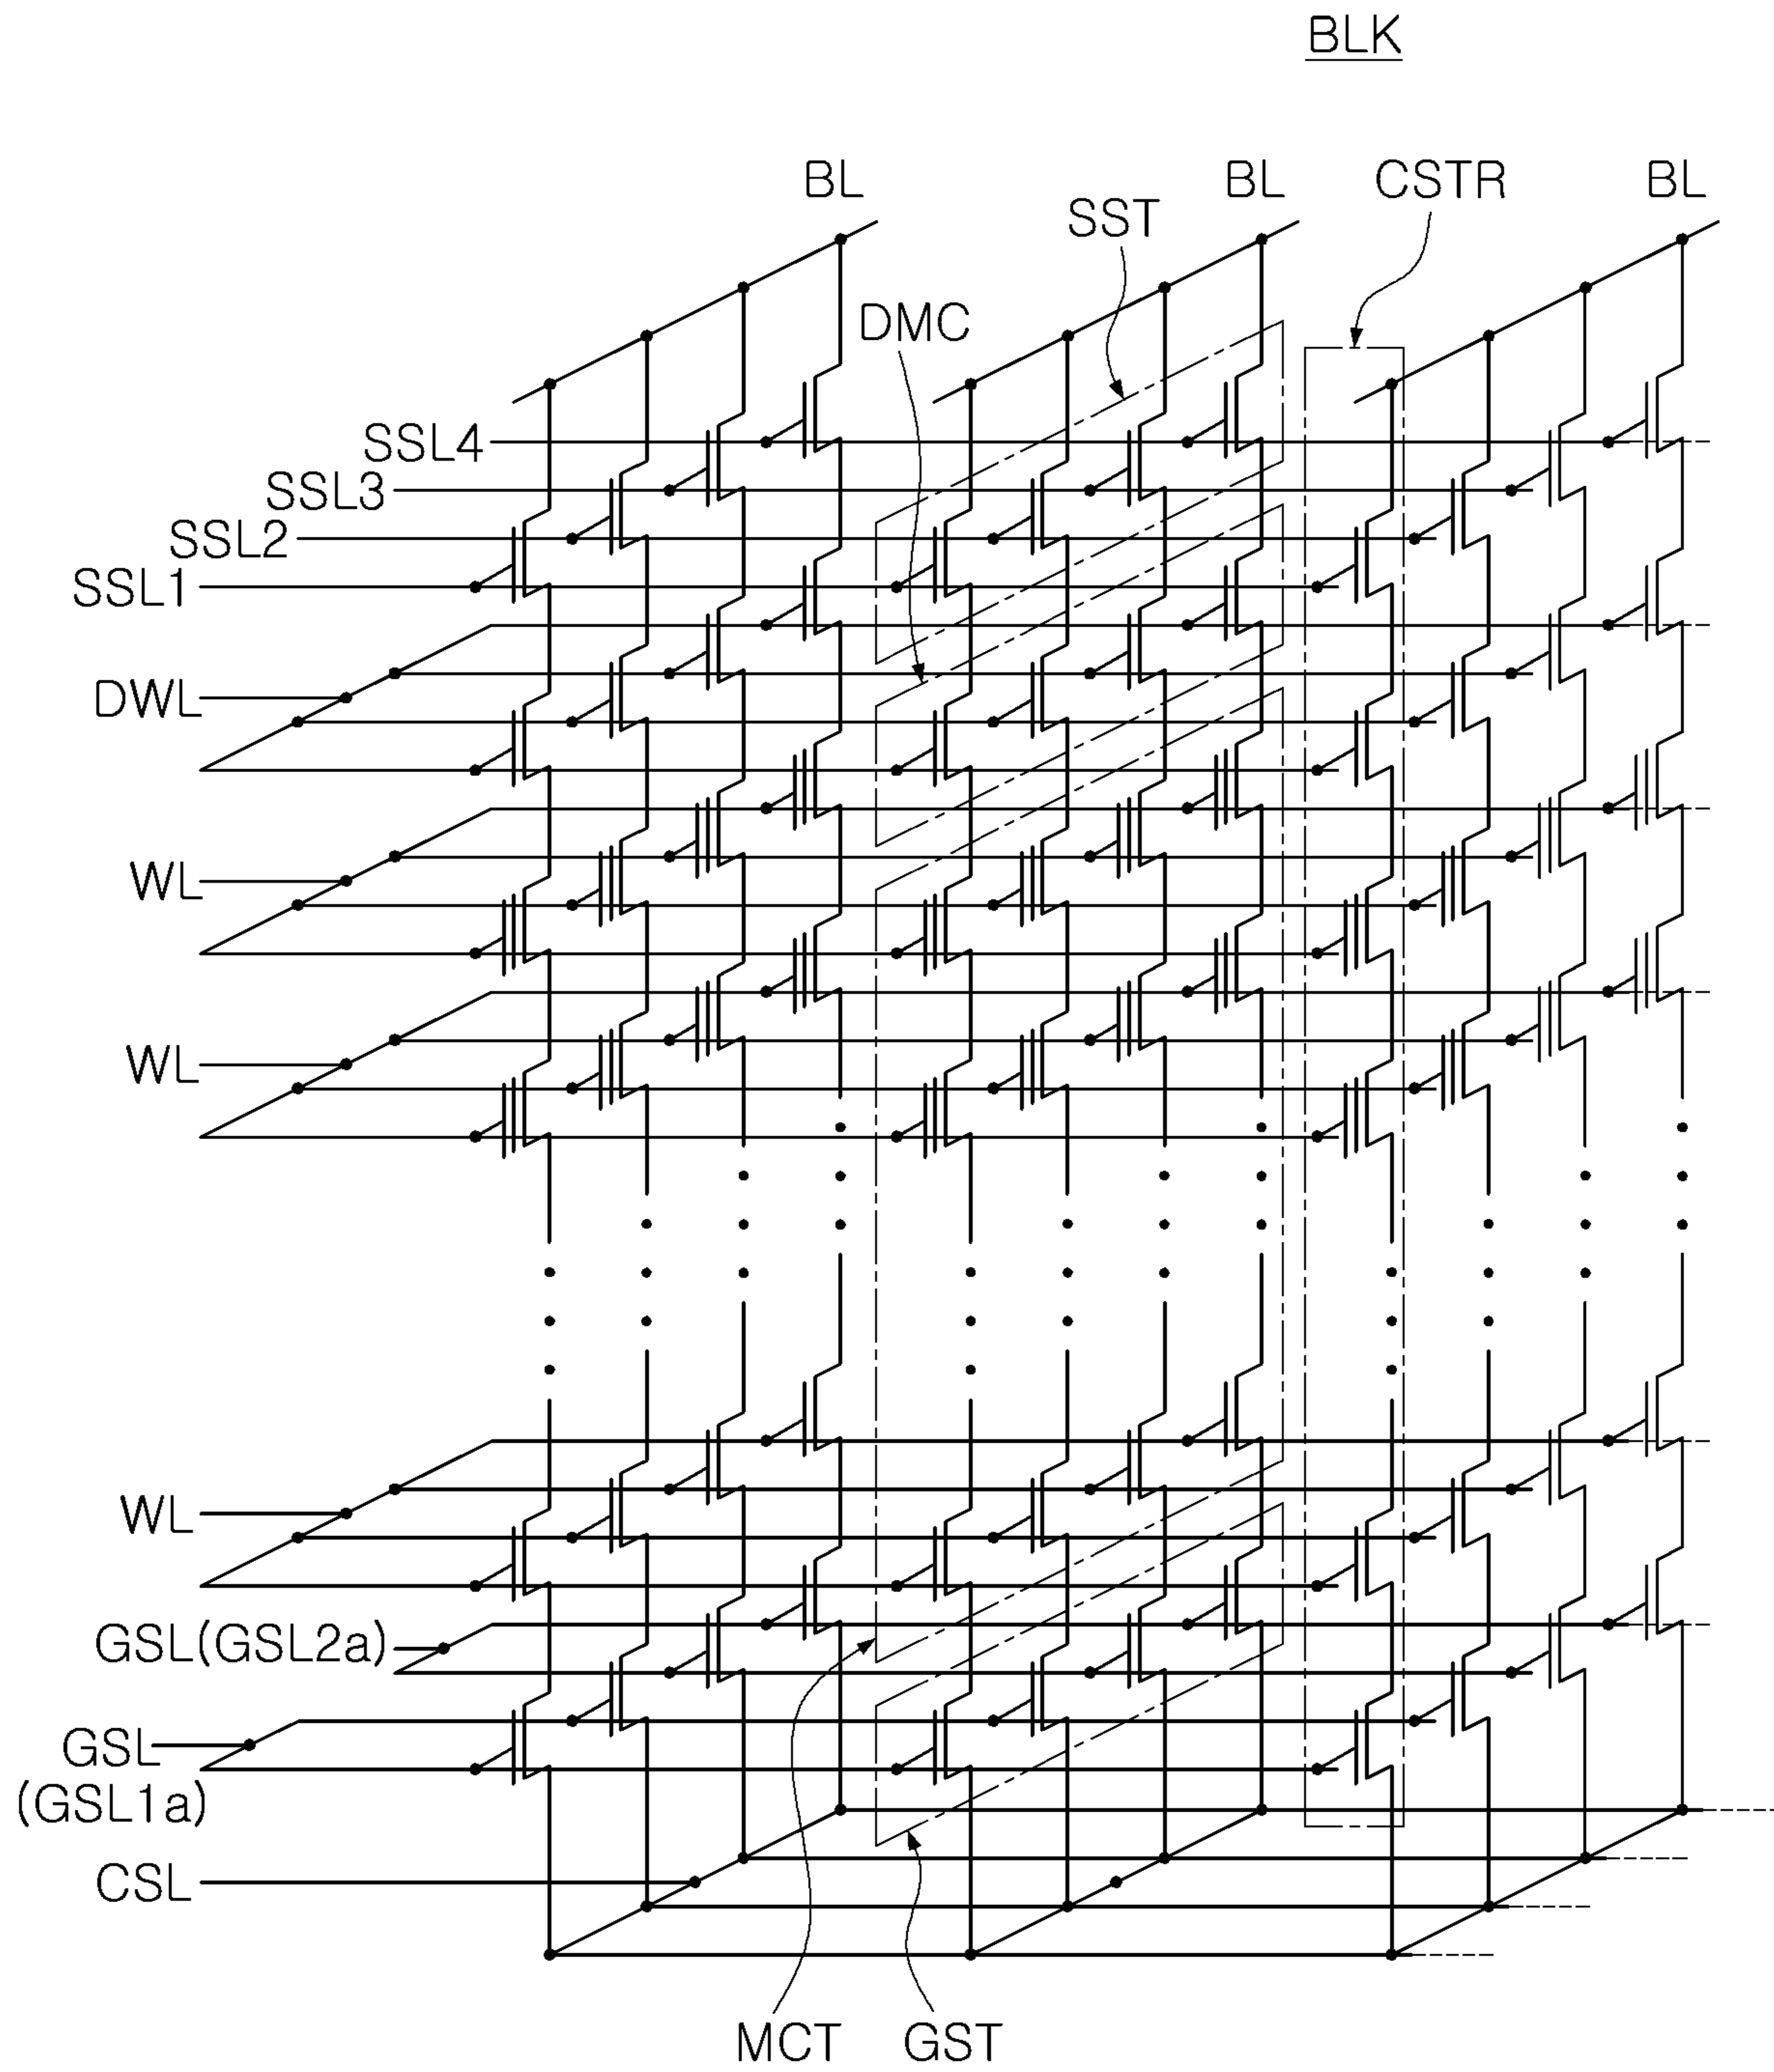 BLK
BL
BL
CSTR
BL
SST
DMC
SSL4
SSL3
SSL2
SSL1
DWL
WL
WL
WL
GSL(GSL2a)
GSL
(GSL1a)
CSL
MCT
GST